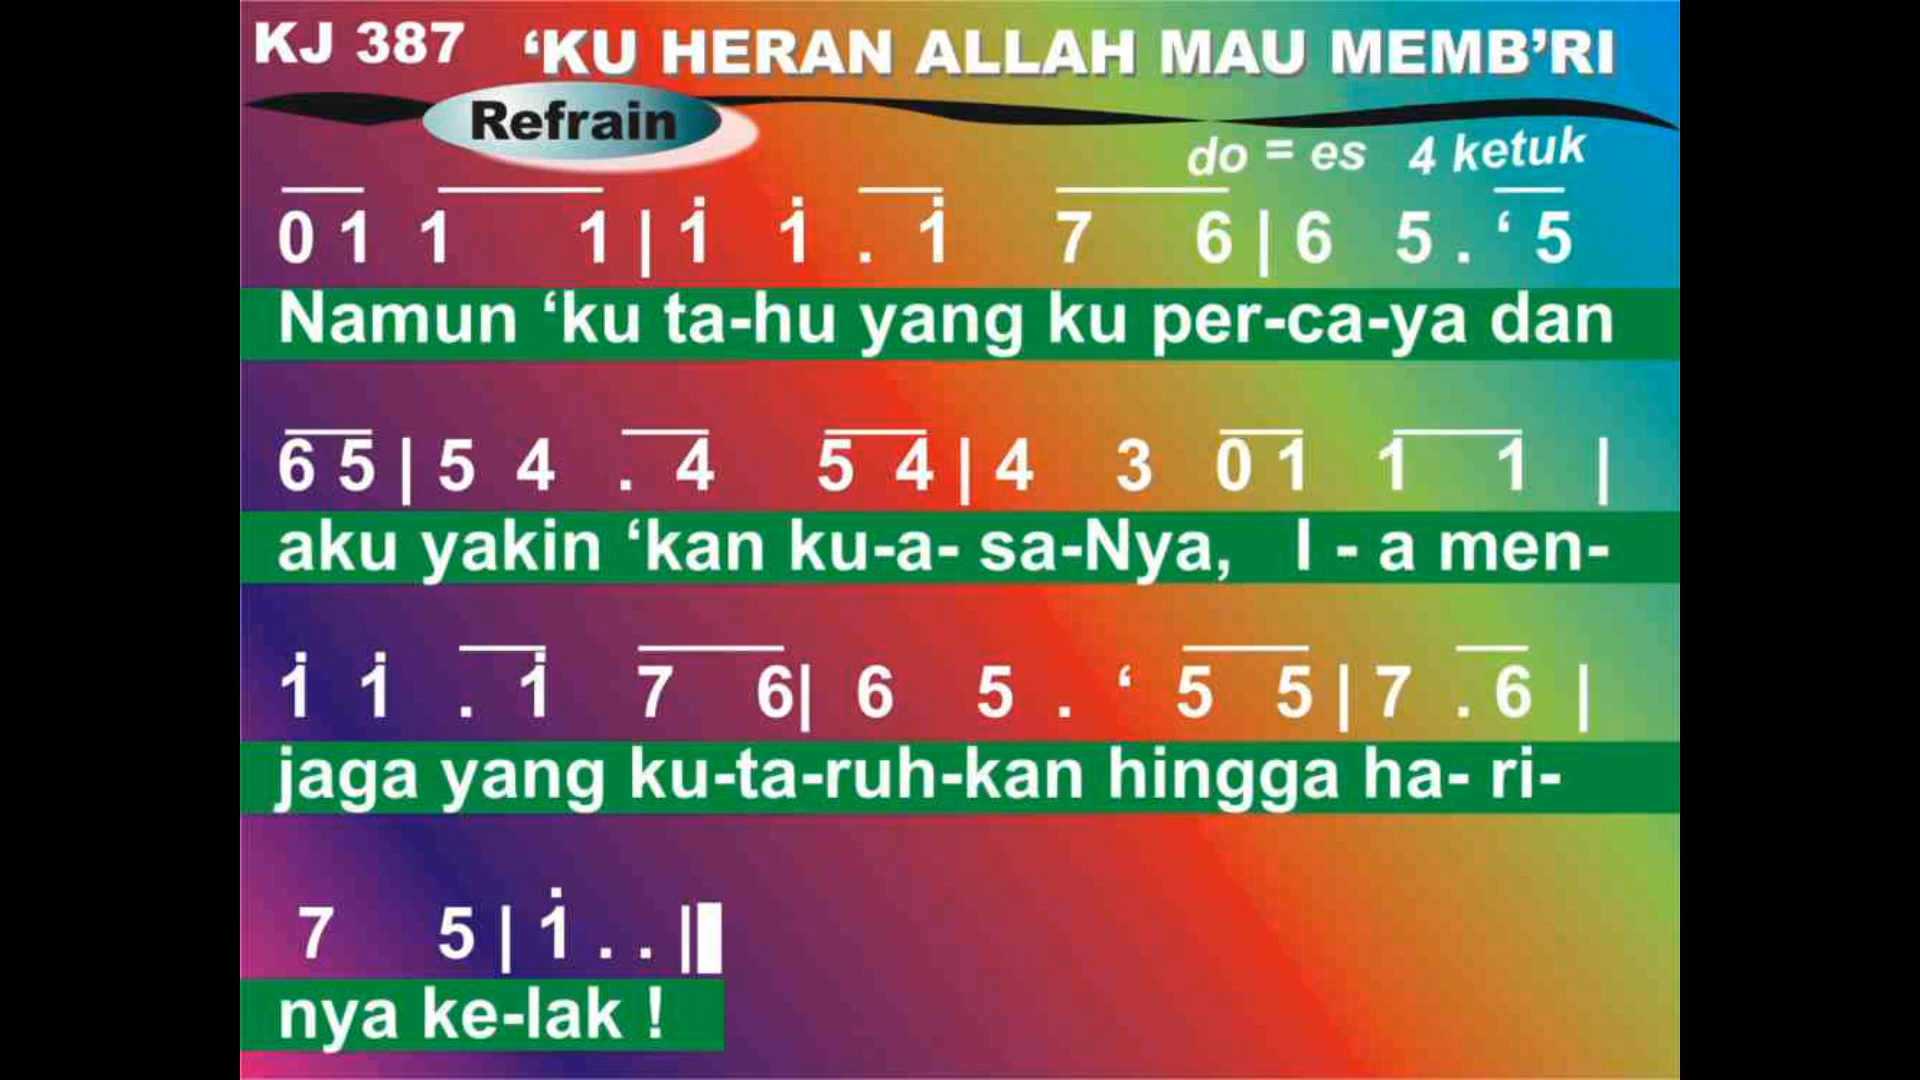 KJ 387 ‘KU HERAN ALLAH MAU MEMB’RI
Refrain
do = es 4 ketuk
0 1 1 1 | 1̇ 1̇ . 1̇ 7 6 | 6 5 . ‘ 5
Namun ‘ku ta-hu yang ku per-ca-ya dan
6 5 | 5 4 . 4 5 4 | 4 3 0 1 1 1 |
aku yakin ‘kan ku-a- sa-Nya, I - a men-
1̇ 1̇ . 1̇ 7 6 | 6 5 . ‘ 5 5 | 7 . 6 |
jaga yang ku-ta-ruh-kan hingga ha- ri-
7 5 | 1̇ . . ||
nya ke-lak !